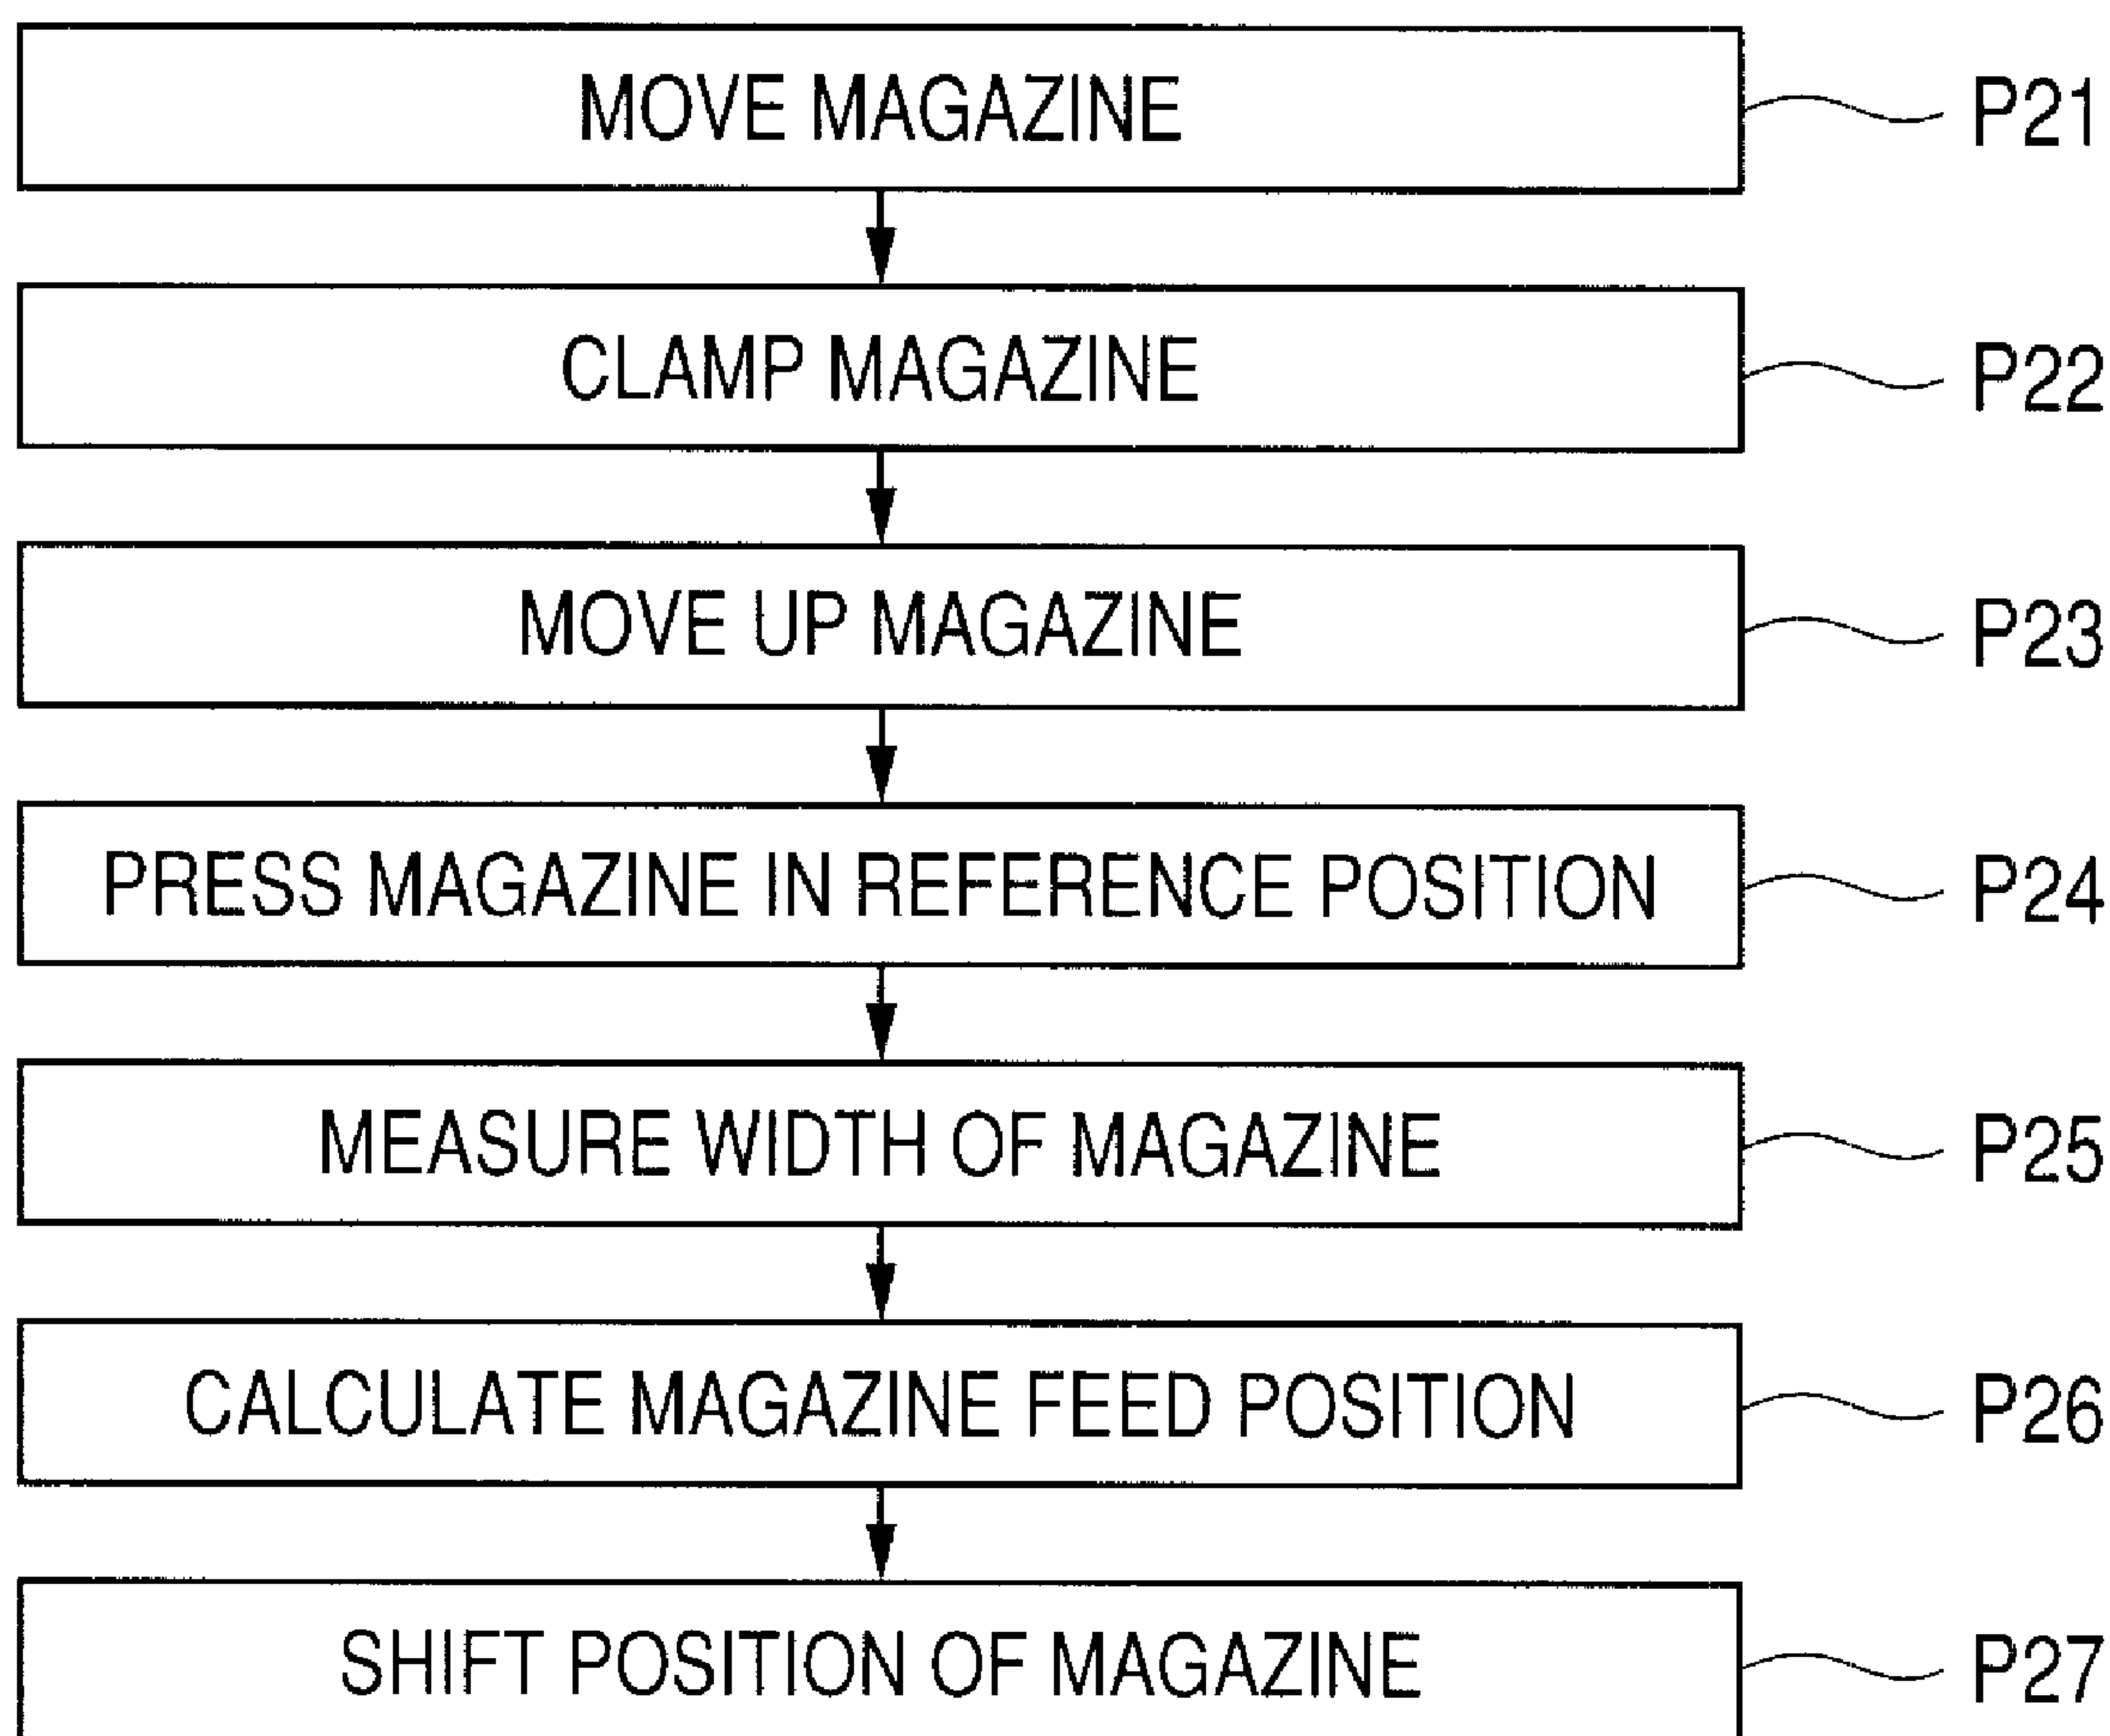 MOVE MAGAZINE P21
CLAMP MAGAZINE P22
MOVE UP MAGAZINE P23
PRESS MAGAZINE IN REFERENCE POSITION P24
MEASURE WIDTH OF MAGAZINE P25
CALCULATE MAGAZINE FEED POSITION P26
SHIFT POSITION OF MAGAZINE P27